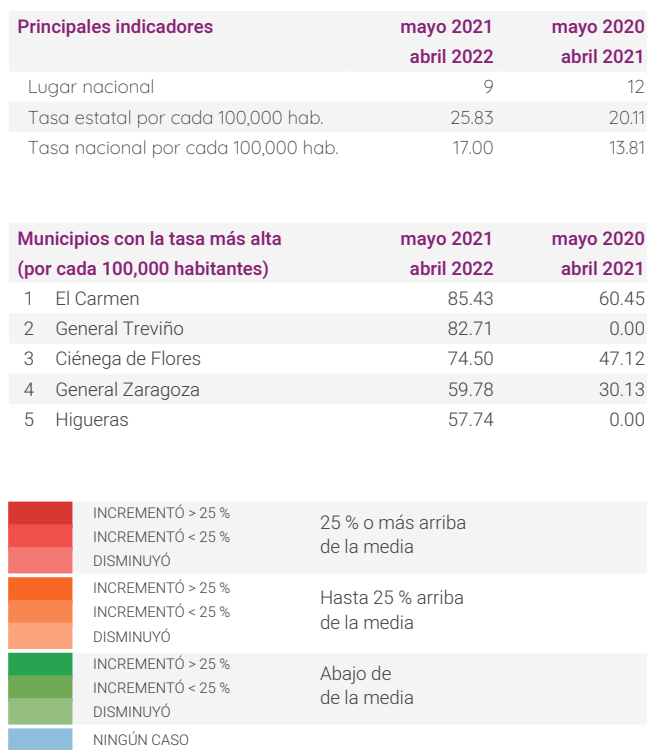 Principales indicadores mayo 2021 mayo 2020
abril 2022 abril 2021
Lugar nacional 9 12
Tasa estatal por cada 100,000 hab. 25.83 20.11
Tasa nacional por cada 100,000 hab. 17.00 13.81
Municipios con la tasa más alta mayo 2021 mayo 2020
(por cada 100,000 habitantes) abril 2022 abril 2021
1 El Carmen 85.43 60.45
2 General Treviño 82.71 0.00
3 Ciénega de Flores 74.50 47.12
4 General Zaragoza 59.78 30.13
5 Higueras 57.74 0.00
INCREMENTÓ > 25 %
INCREMENTÓ < 25 %
DISMINUYÓ
25 % o más arriba
de la media
INCREMENTÓ > 25 %
INCREMENTÓ < 25 %
DISMINUYÓ
Hasta 25 % arriba
de la media
INCREMENTÓ > 25 %
INCREMENTÓ < 25 %
DISMINUYÓ
Abajo de
de la media
NINGÚN CASO